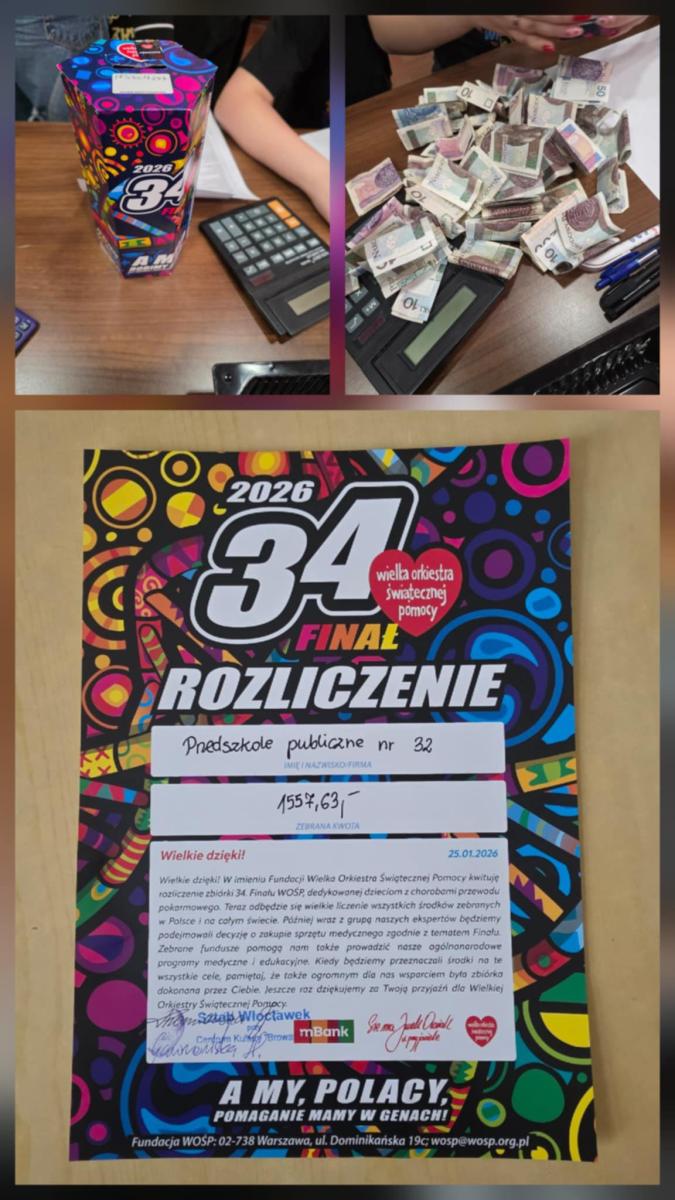 2026
34
2026
34
wielka orkiestra
świątecznej
pomocy
FINAŁ
ROZLICZENIE
Przedszkole publiczne nr 32
IMIĘ I NAZWISKO/FIRMA
1557,63,-
ZEBRANA KWOTA
Wielkie dzięki! 25.01.2026
Wielkie dzięki! W imieniu Fundacji Wielka Orkiestra Świątecznej Pomocy kwituję
rozliczenie zbiórki 34. Finału WOŚP, dedykowanej dzieciom z chorobami przewodu
pokarmowego. Teraz odbędzie się wielkie liczenie wszystkich środków zebranych
w Polsce i na całym świecie. Później wraz z grupą naszych ekspertów będziemy
podejmowali decyzję o zakupie sprzętu medycznego zgodnie z tematem Finału.
Zebrane fundusze pomogą nam także prowadzić nasze ogólnonarodowe
programy medyczne i edukacyjne. Kiedy będziemy przeznaczali środki na te
wszystkie cele, pamiętaj, że także ogromnym dla nas wsparciem była zbiórka
dokonana przez Ciebie. Jeszcze raz dziękujemy za Twoją przyjaźń dla Wielkiej
Orkiestry Świątecznej Pomocy.
Sztab Włocławek
przy
Centrum Kultury Browar
mBank
wielka orkiestra
świątecznej
pomocy
A MY, POLACY,
POMAGANIE MAMY W GENACH!
Fundacja WOŚP: 02-738 Warszawa, ul. Dominikańska 19c; wosp@wosp.org.pl